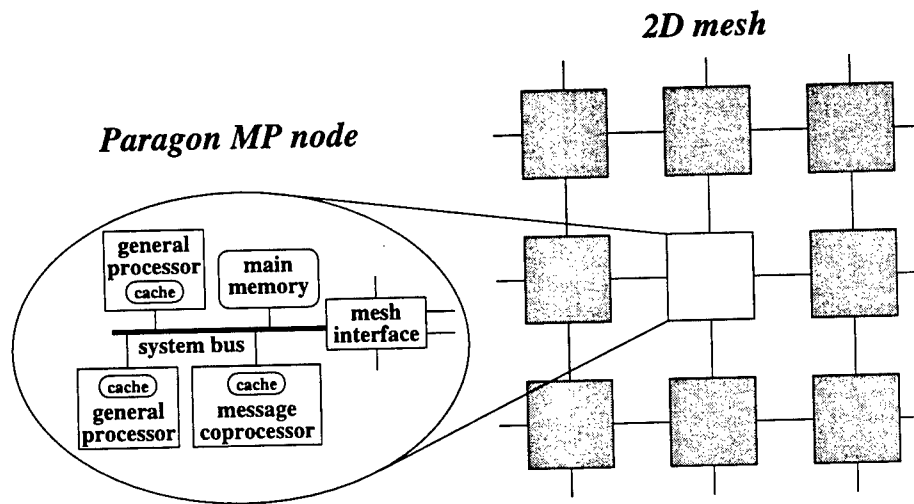 2D mesh
Paragon MP node
general
processor
cache
main
memory
mesh
interface
system bus
cache
general
processor
cache
message
coprocessor